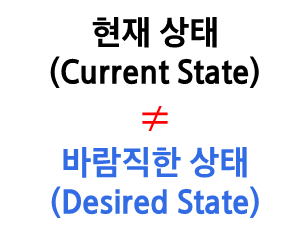 현재 상태
(Current State)
≠
바람직한 상태
(Desired State)